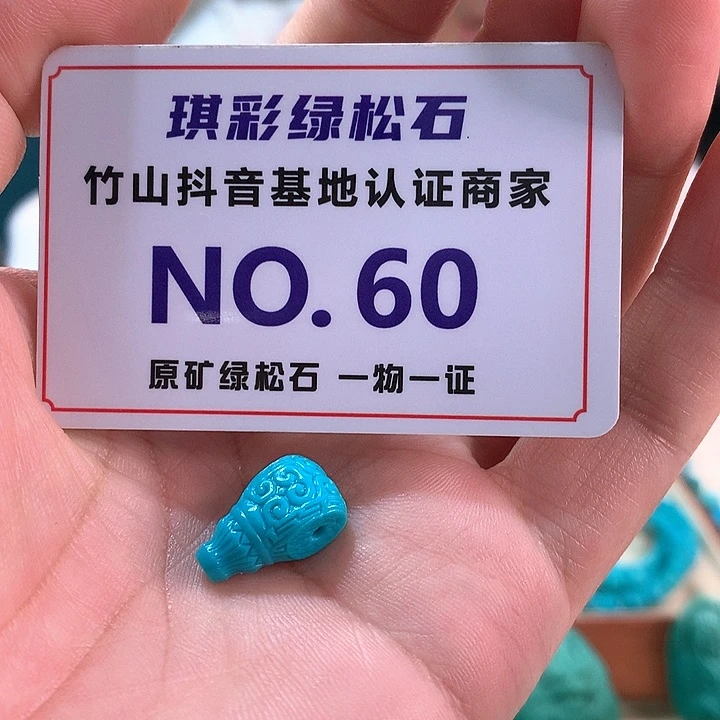 琪彩绿松石
竹山抖音基地认证商家
NO. 60
原矿绿松石 一物一证